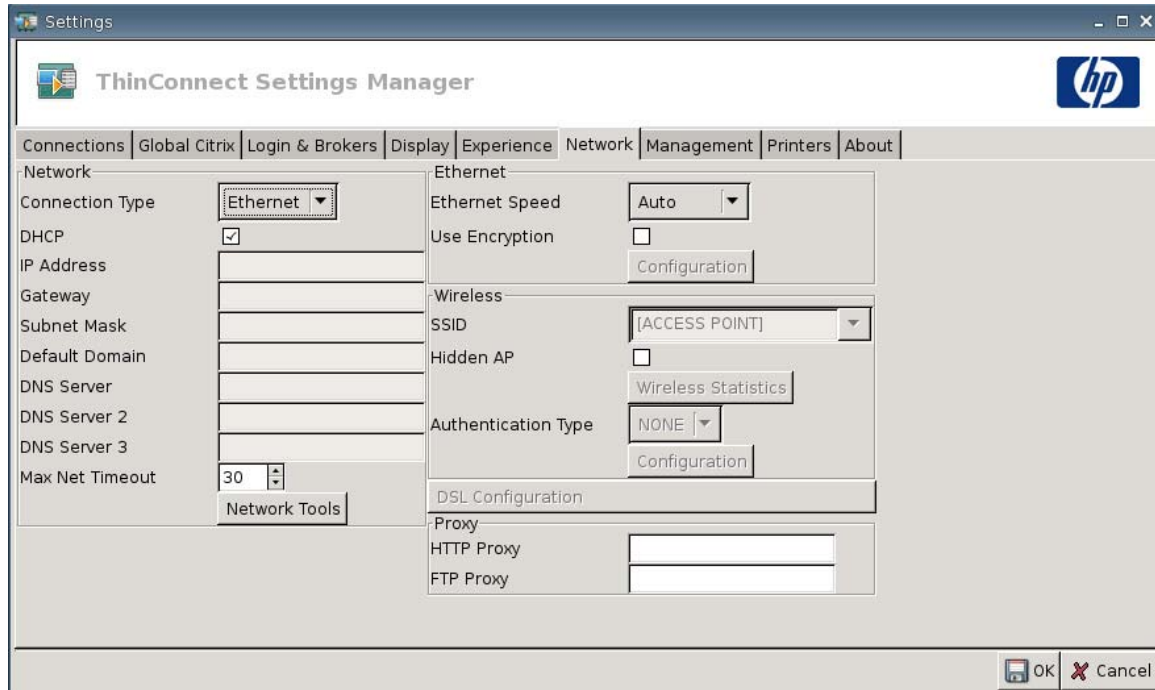 Settings
ThinConnect Settings Manager
hp
Connections Global Citrix Login & Brokers Display Experience Network Management Printers About
Network
Connection Type Ethernet
DHCP
IP Address
Gateway
Subnet Mask
Default Domain
DNS Server
DNS Server 2
DNS Server 3
Max Net Timeout 30
Network Tools
Ethernet
Ethernet Speed Auto
Use Encryption
Configuration
Wireless
SSID [ACCESS POINT]
Hidden AP
Wireless Statistics
Authentication Type NONE
Configuration
DSL Configuration
Proxy
HTTP Proxy
FTP Proxy
OK Cancel